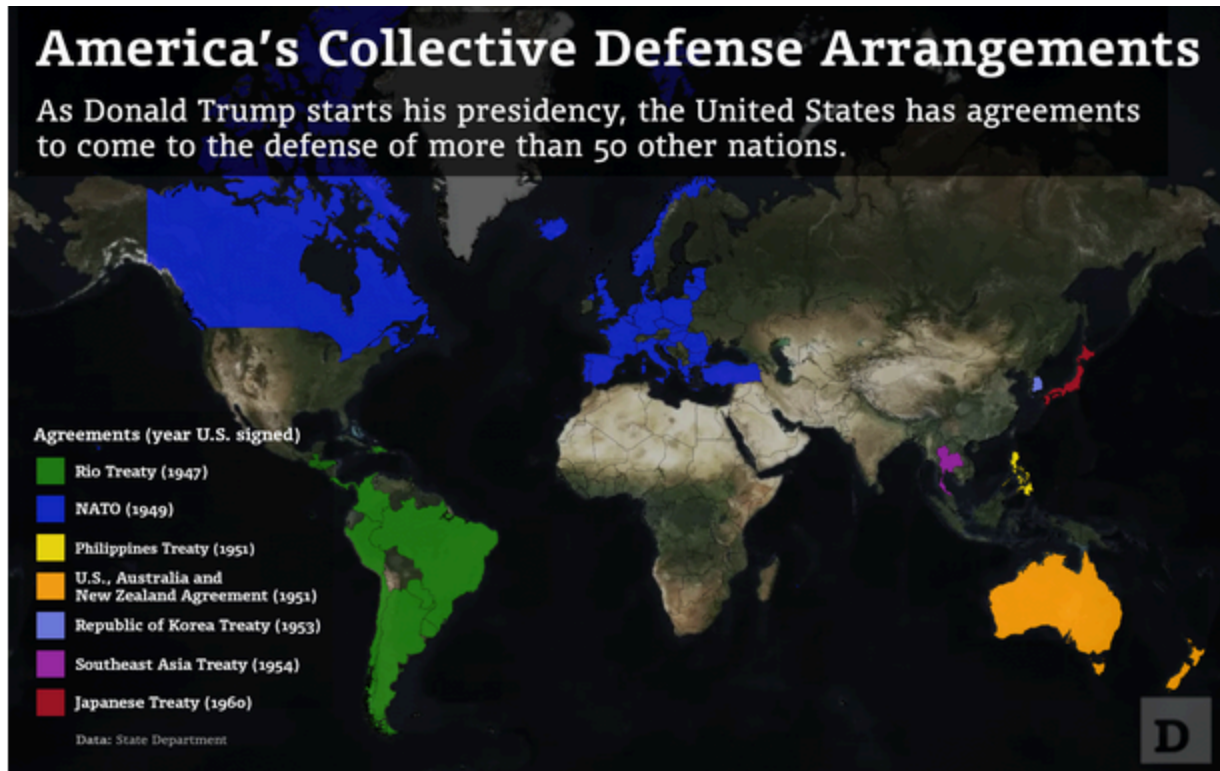 America's Collective Defense Arrangements
As Donald Trump starts his presidency, the United States has agreements
to come to the defense of more than 50 other nations.
Agreements (year U.S. signed)
Rio Treaty (1947)
NATO (1949)
Philippines Treaty (1951)
U.S., Australia and
New Zealand Agreement (1951)
Republic of Korea Treaty (1953)
Southeast Asia Treaty (1954)
Japanese Treaty (1960)
Data: State Department
D